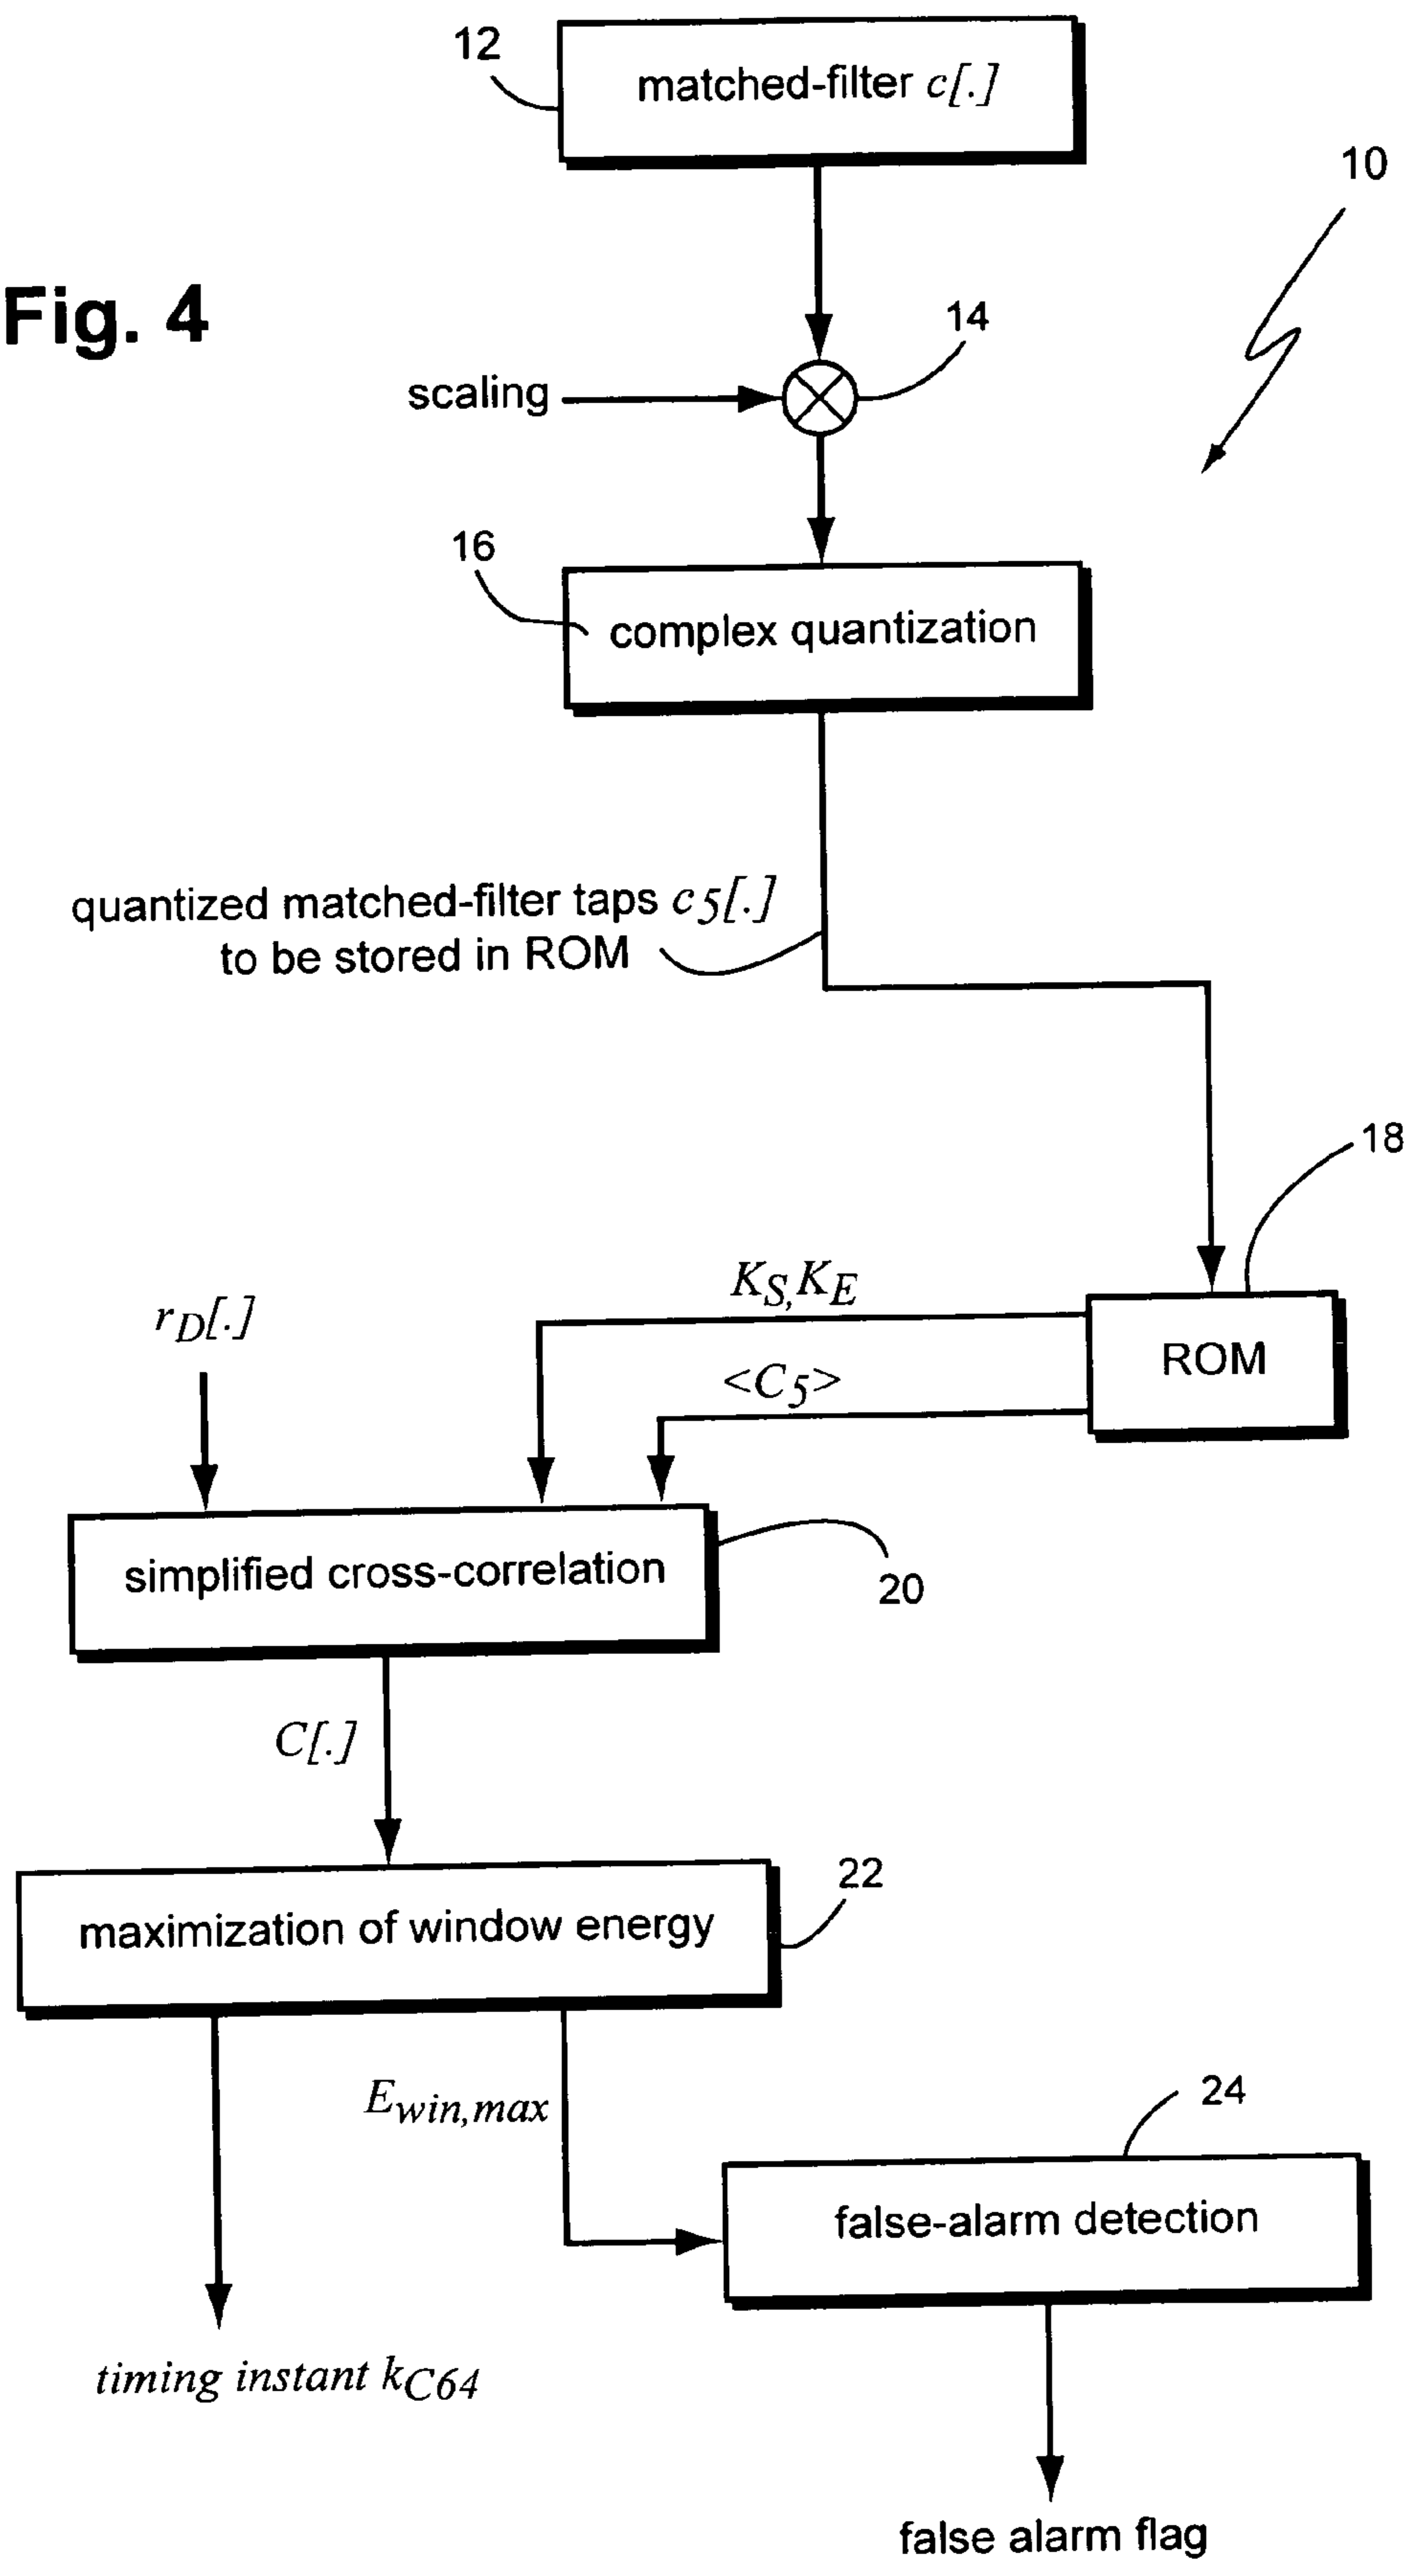 12
matched-filter c[.]
10
Fig. 4
14
scaling
16
complex quantization
quantized matched-filter taps c5[.]
to be stored in ROM
18
KS,KE
rD[.]
ROM
<C5>
simplified cross-correlation
20
C[.]
22
maximization of window energy
Ewin,max
24
false-alarm detection
timing instant kC64
false alarm flag